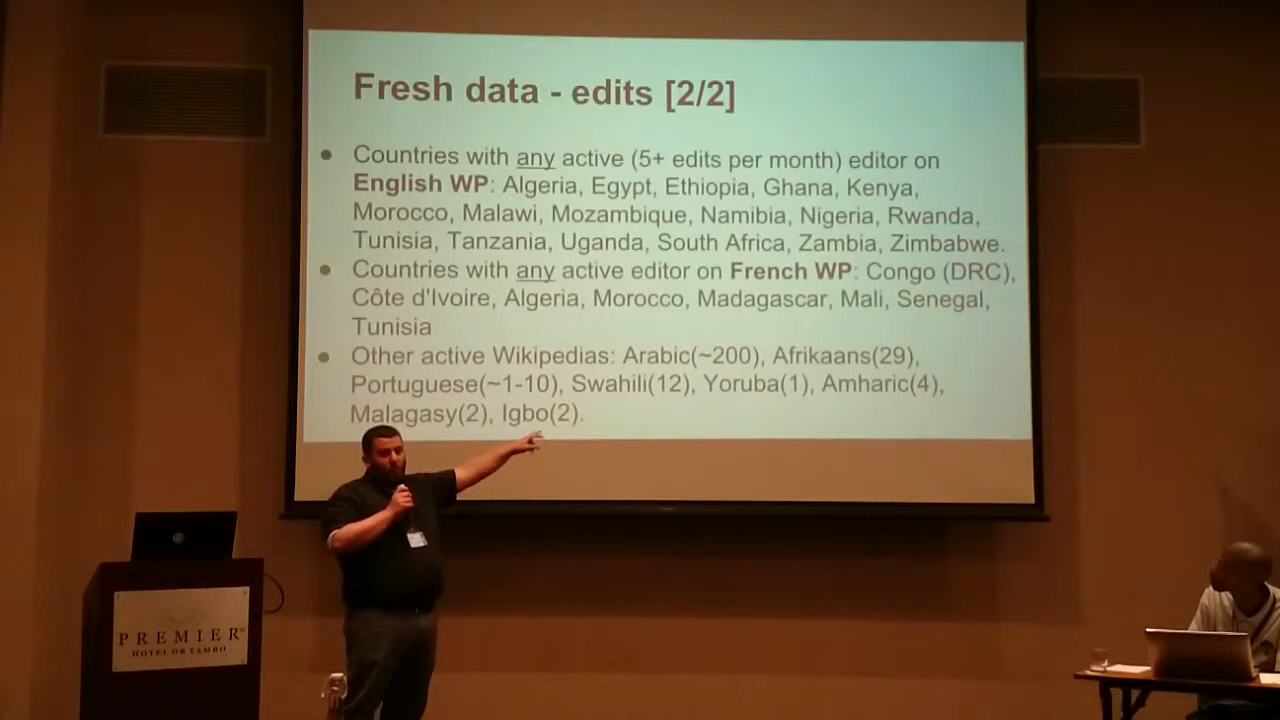 Fresh data - edits [2/2]
● Countries with any active (5+ edits per month) editor on
English WP: Algeria, Egypt, Ethiopia, Ghana, Kenya,
Morocco, Malawi, Mozambique, Namibia, Nigeria, Rwanda,
Tunisia, Tanzania, Uganda, South Africa, Zambia, Zimbabwe.
● Countries with any active editor on French WP: Congo (DRC),
Côte d'Ivoire, Algeria, Morocco, Madagascar, Mali, Senegal,
Tunisia
● Other active Wikipedias: Arabic(~200), Afrikaans(29),
Portuguese(~1-10), Swahili(12), Yoruba(1), Amharic(4),
Malagasy(2), Igbo(2).
PREMIER
HOTEL OR TAMBO